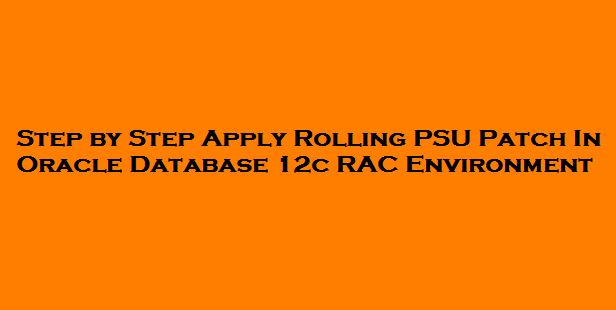 Step by Step Apply Rolling PSU Patch In
Oracle Database 12c RAC Environment